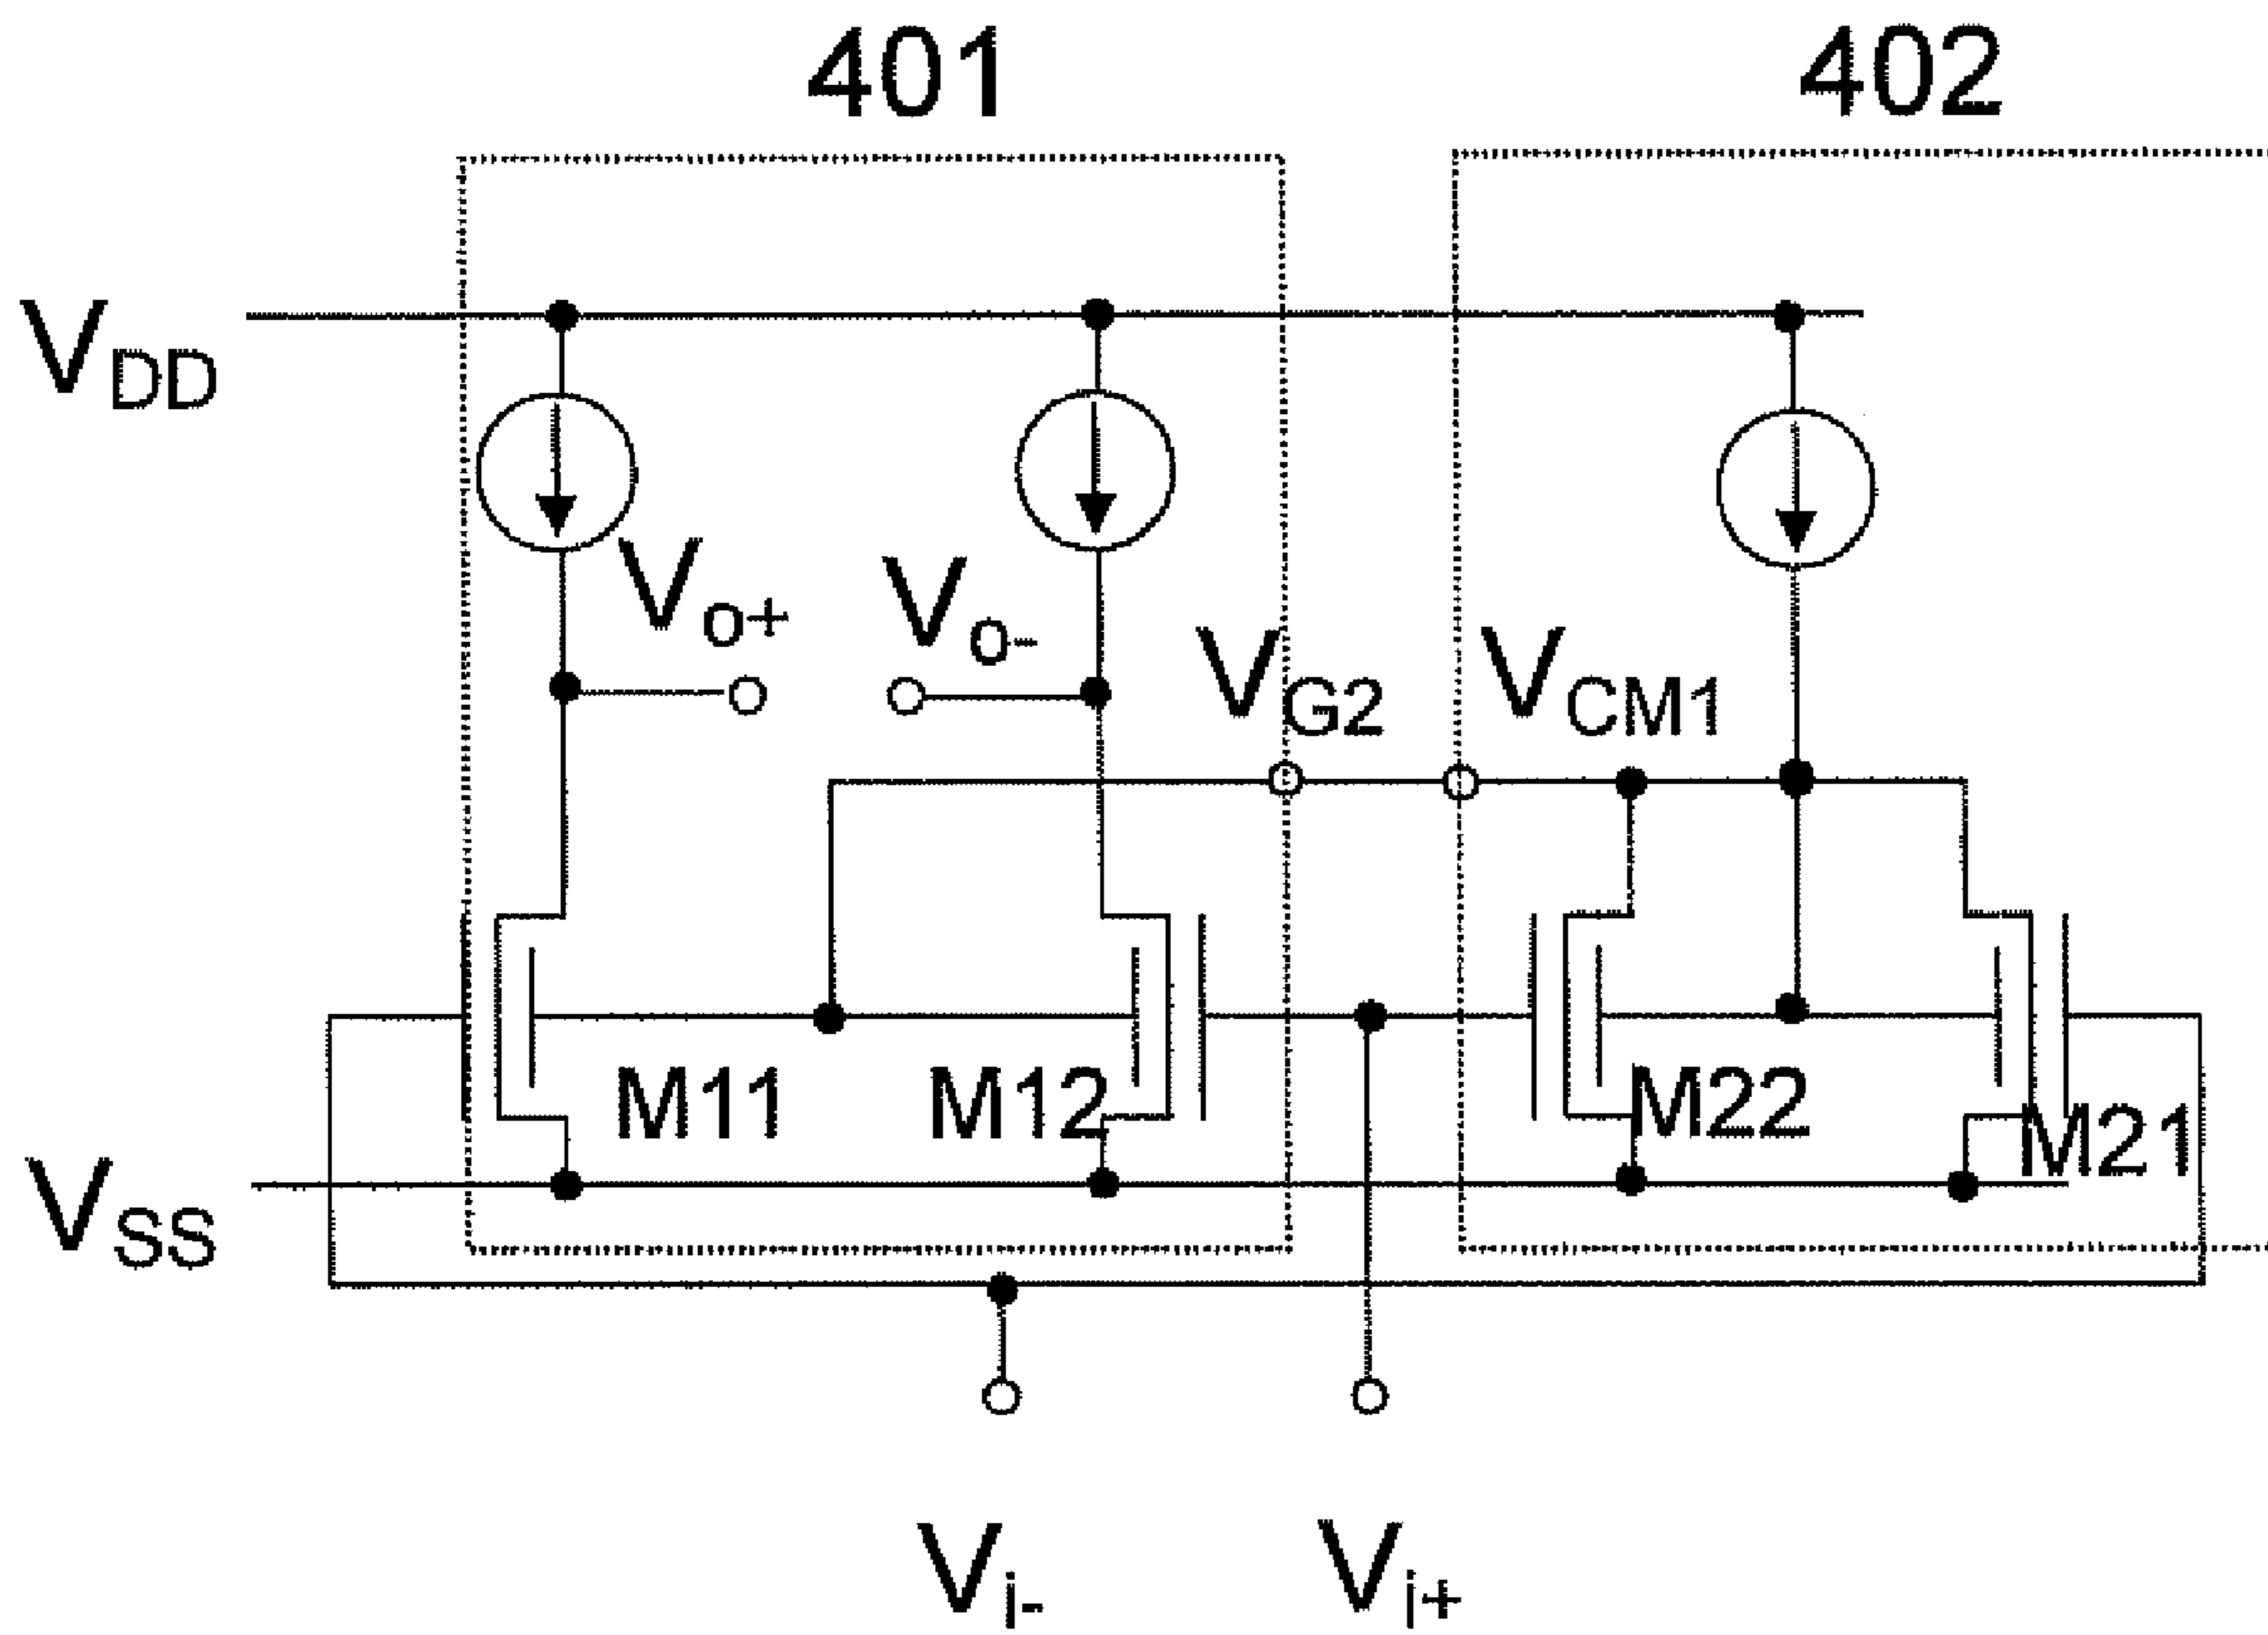 401
402
VDD
Vo+
Vo-
VG2
VCM1
M11
M12
M22
M21
VSS
Vi-
Vi+